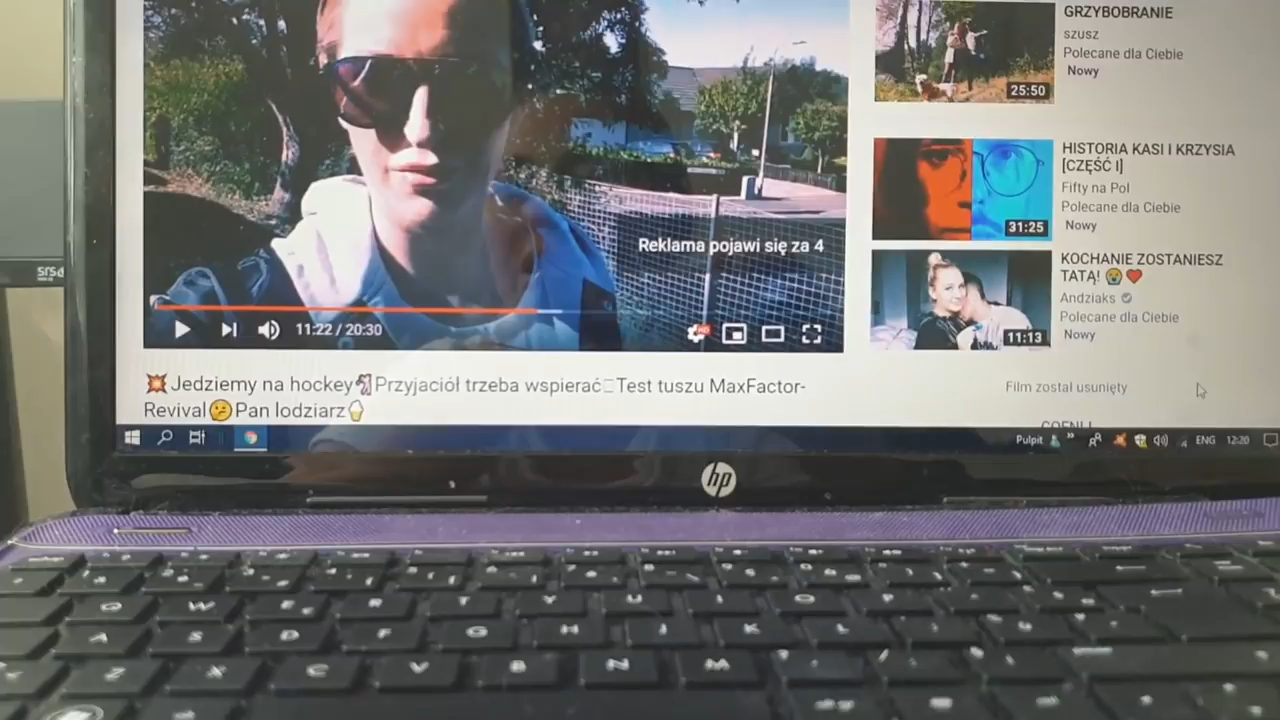 GRZYBOBRANIE
szusz
Polecane dla Ciebie
Nowy
25:50
HISTORIA KASI I KRZYSIA
[CZĘŚĆ I]
Fifty na Pol
Polecane dla Ciebie
Nowy
31:25
KOCHANIE ZOSTANIESZ
TATĄ! 😭❤️
Andziaks
Polecane dla Ciebie
Nowy
11:13
Reklama pojawi się za 4
11:22 / 20:30
HD
💥Jedziemy na hockey Przyjaciół trzeba wspierać Test tuszu MaxFactor-
Revival🤔Pan lodziarz🍦
Film został usunięty
Pulpit
ENG
12:20
hp
Q W E R T Y U I O P
A S D F G H J K L
Z X C V B N M